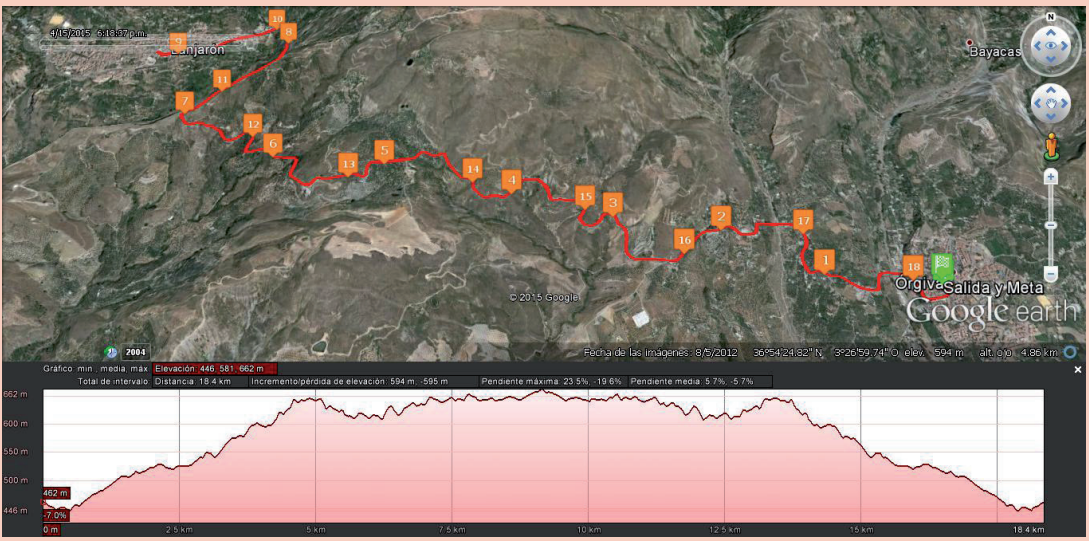 10
4/15/2015 6:18:37 p.m.
9
8
Lanjarón
N
Bayacas
11
7
12
6
13
5
14
4
15
3
2
16
17
1
18
Órgiva
Salida y Meta
© 2015 Google
Google earth
2004
Fecha de las imágenes: 8/5/2012 36°54'24.82" N 3°26'59.74" O elev. 594 m alt. ojo 4.86 km
Gráfico mín., media, máx Elevación: 446, 581, 662 m
Total de intervalo: Distancia: 18.4 km Incremento/pérdida de elevación: 594 m, -595 m Pendiente máxima: 23.5%, -19.6% Pendiente media: 5.7%, -5.7%
662 m
600 m
550 m
500 m
462 m
446 m
-7.0%
0 m 2.5 km 5 km 7.5 km 10 km 12.5 km 15 km 18.4 km